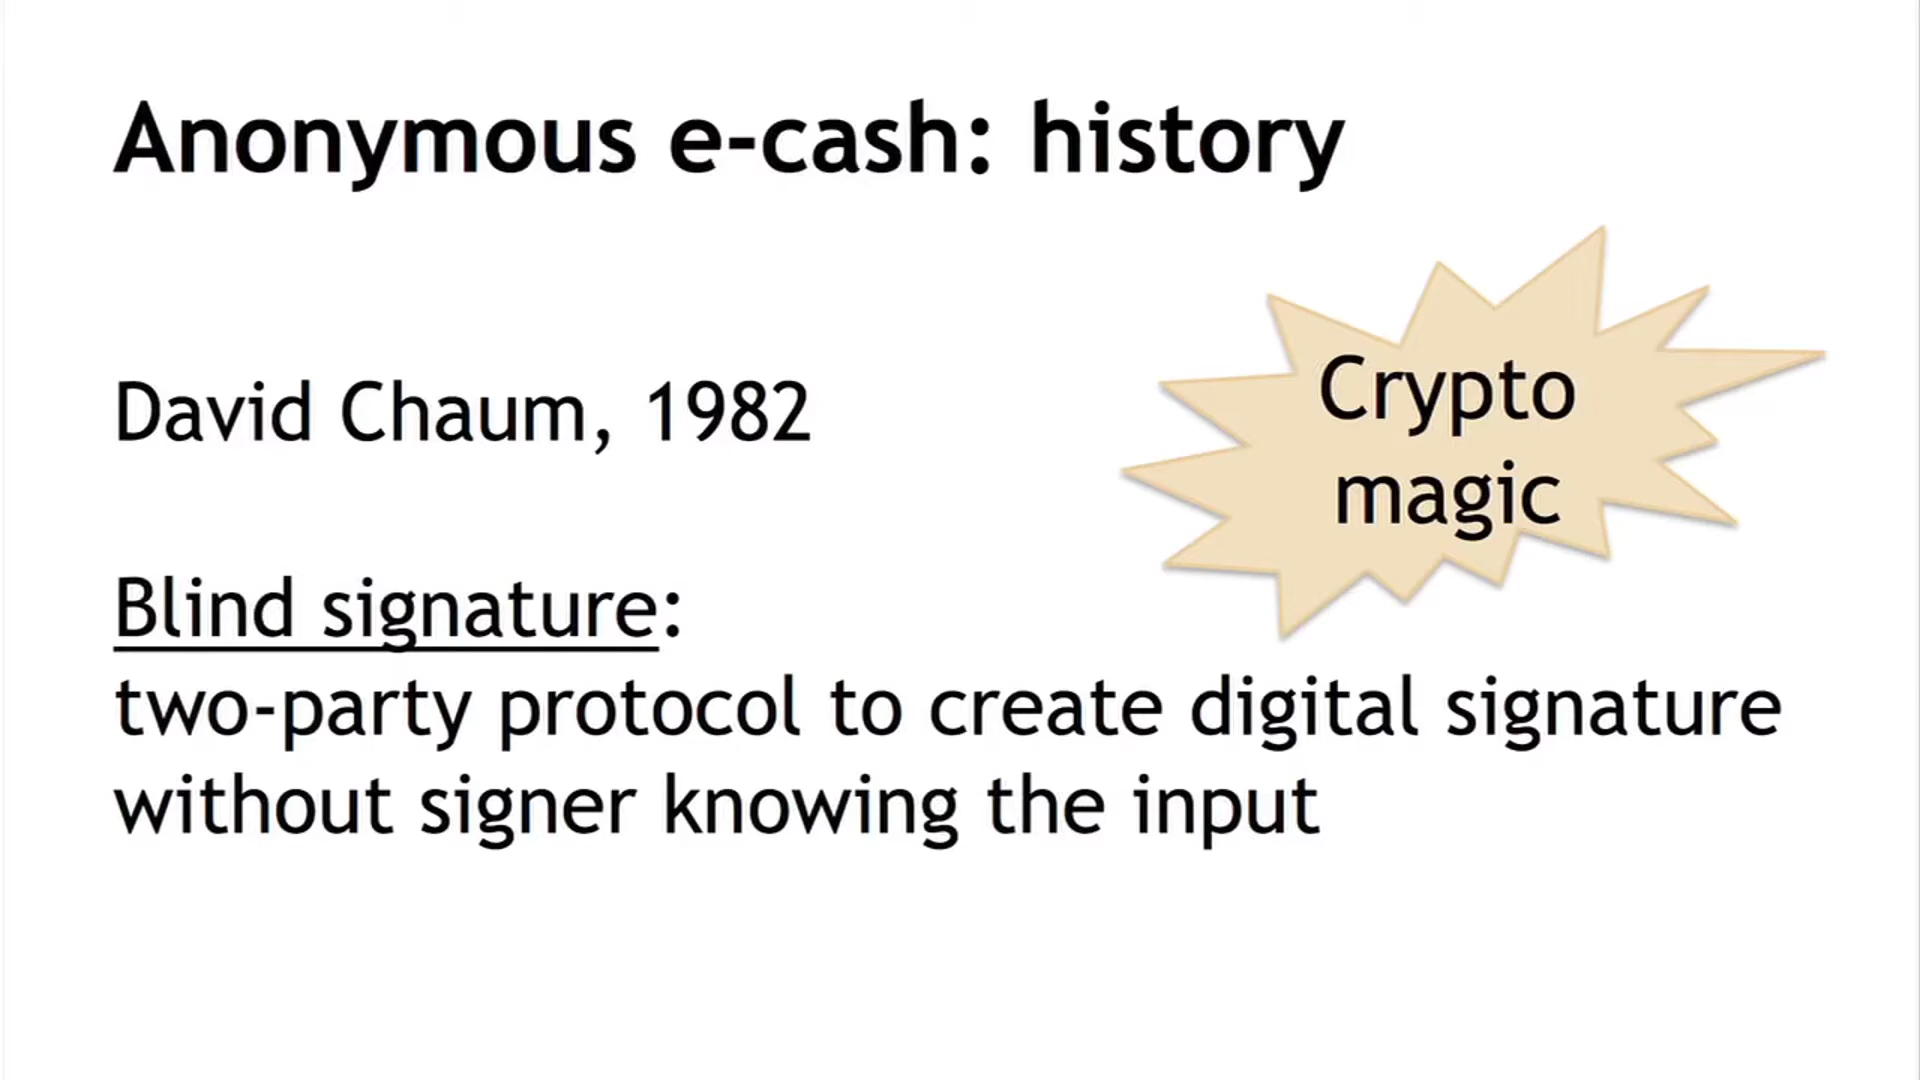 Anonymous e-cash: history
David Chaum, 1982
Crypto
magic
Blind signature:
two-party protocol to create digital signature
without signer knowing the input